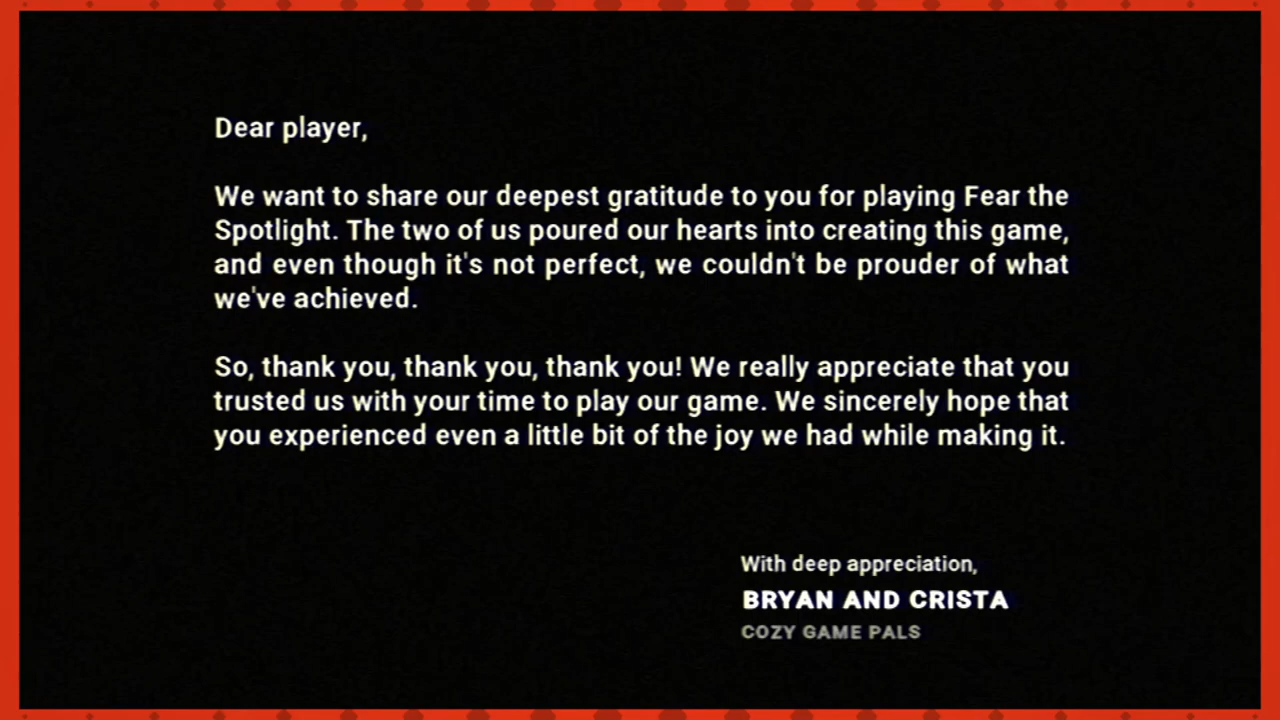 Dear player,
We want to share our deepest gratitude to you for playing Fear the
Spotlight. The two of us poured our hearts into creating this game,
and even though it's not perfect, we couldn't be prouder of what
we've achieved.
So, thank you, thank you, thank you! We really appreciate that you
trusted us with your time to play our game. We sincerely hope that
you experienced even a little bit of the joy we had while making it.
With deep appreciation,
BRYAN AND CRISTA
COZY GAME PALS